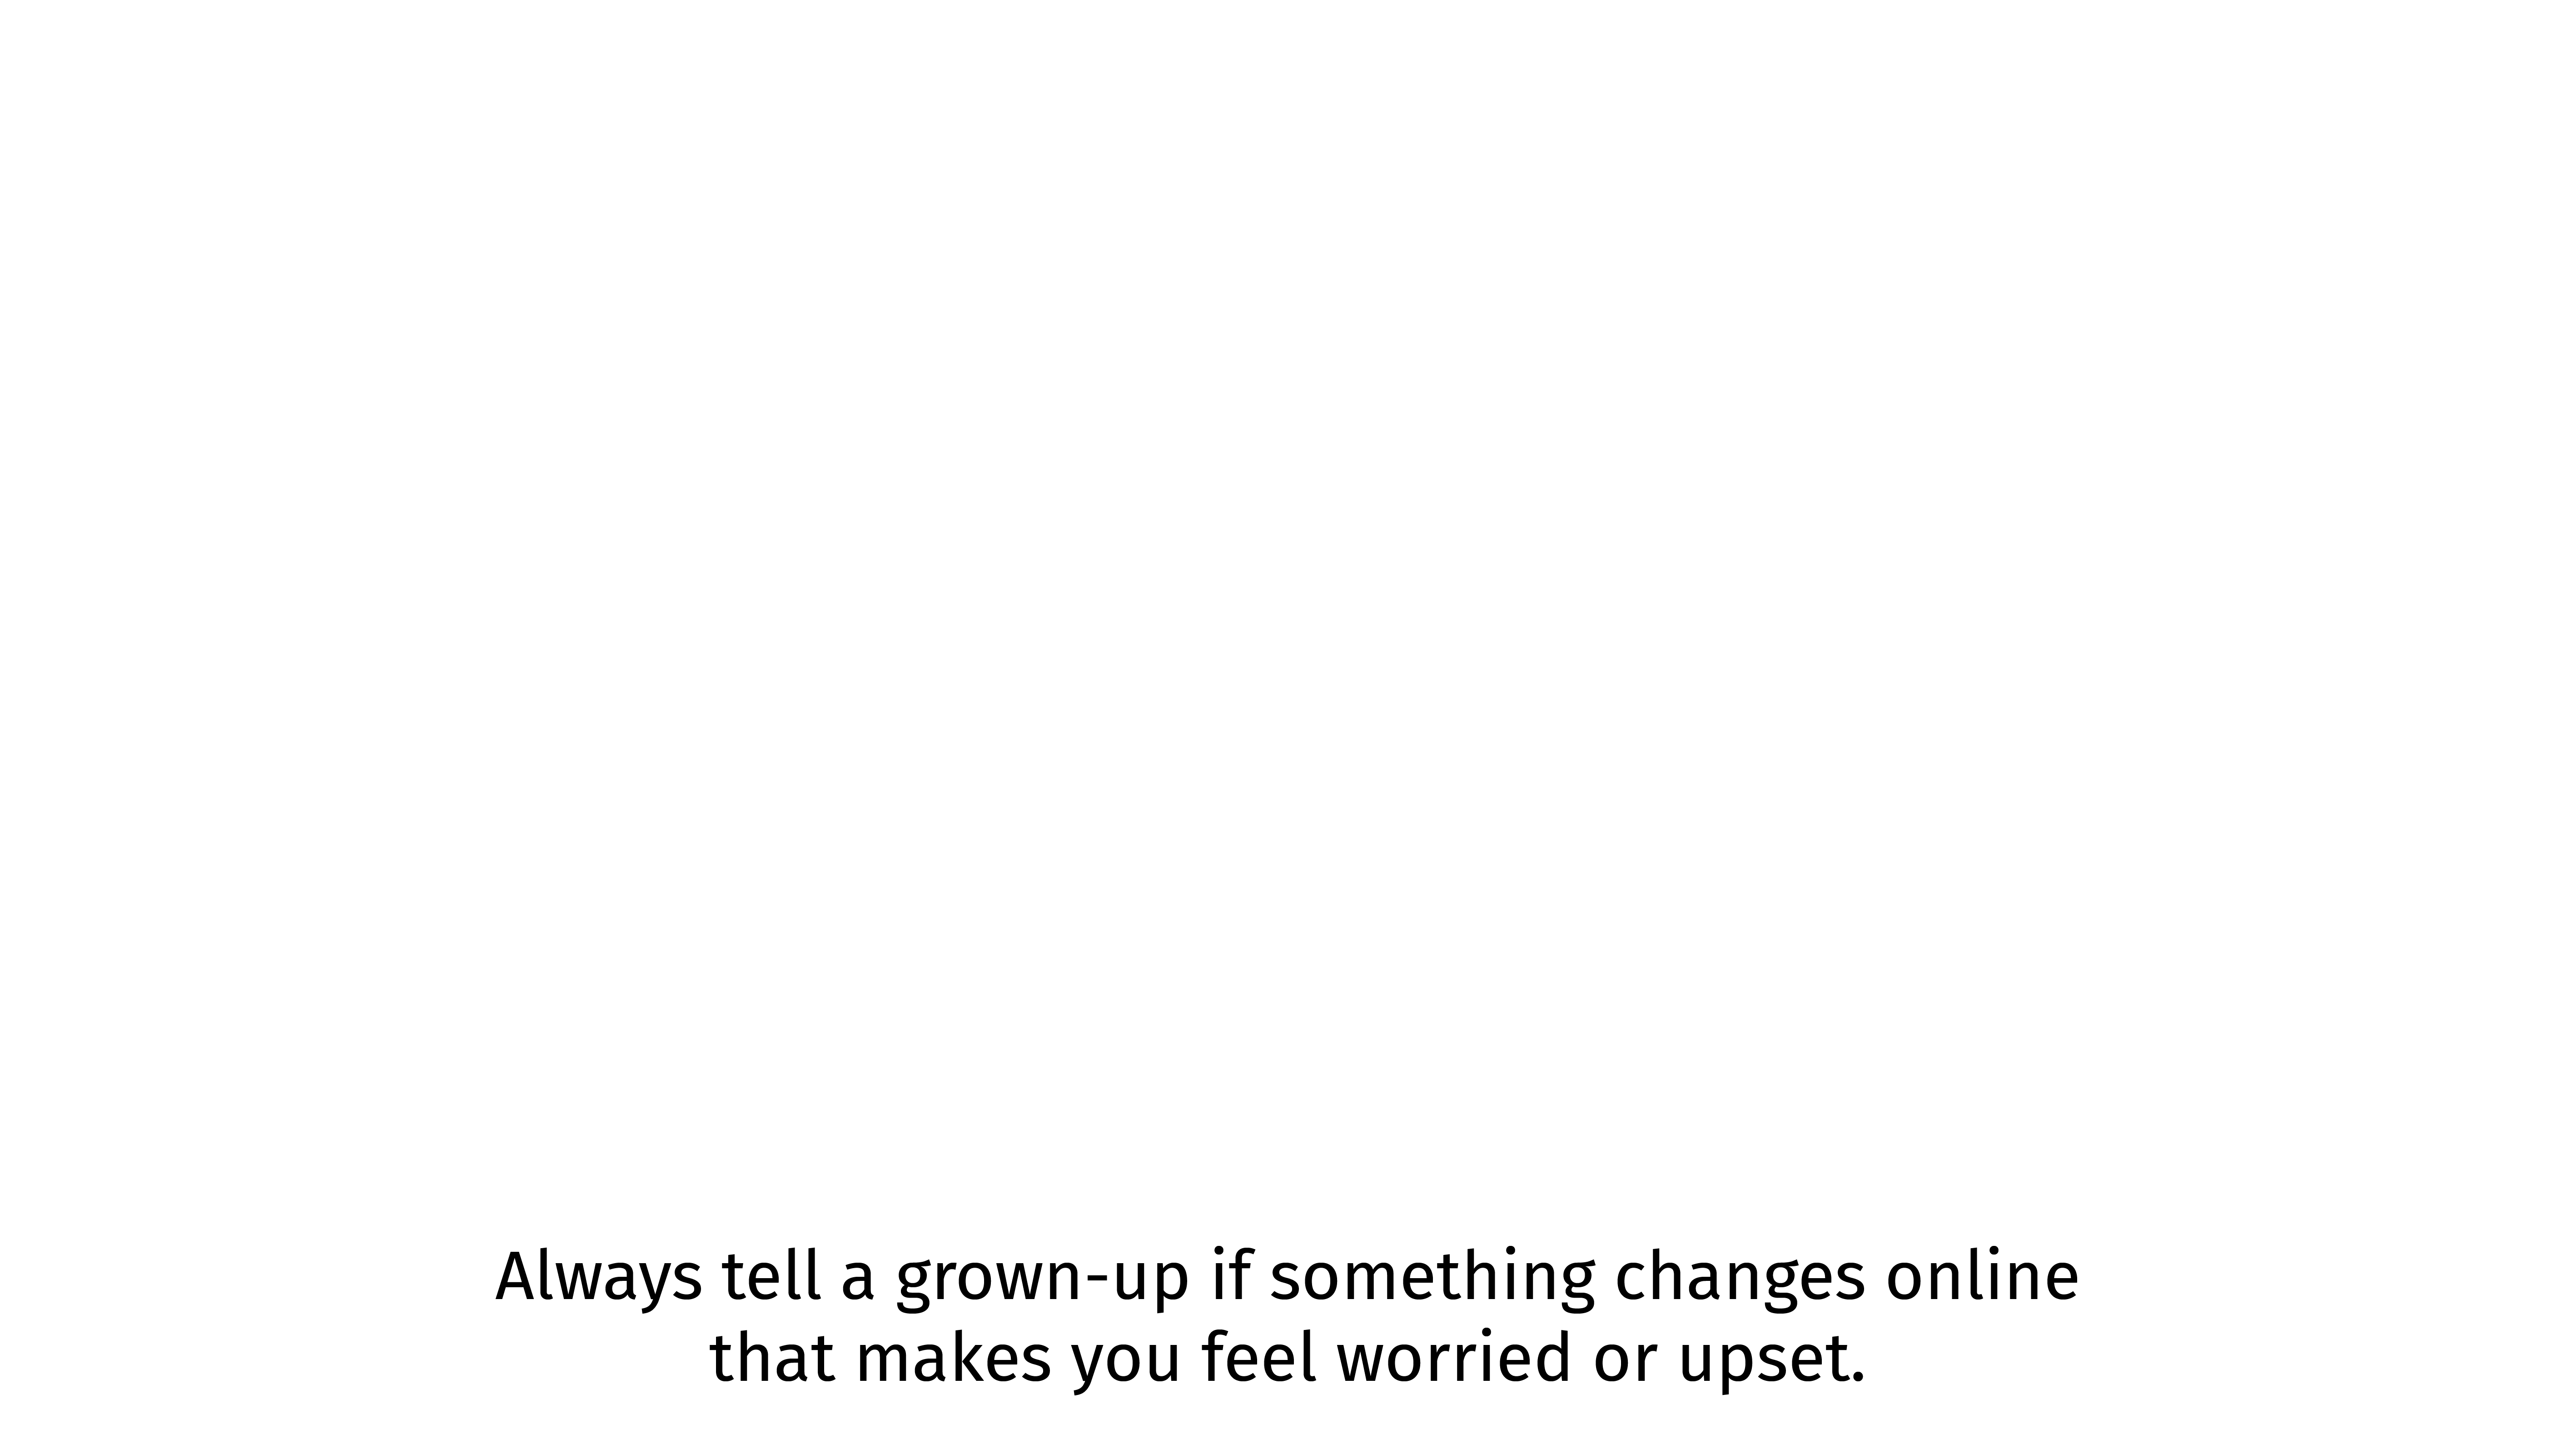 Always tell a grown-up if something changes online
that makes you feel worried or upset.